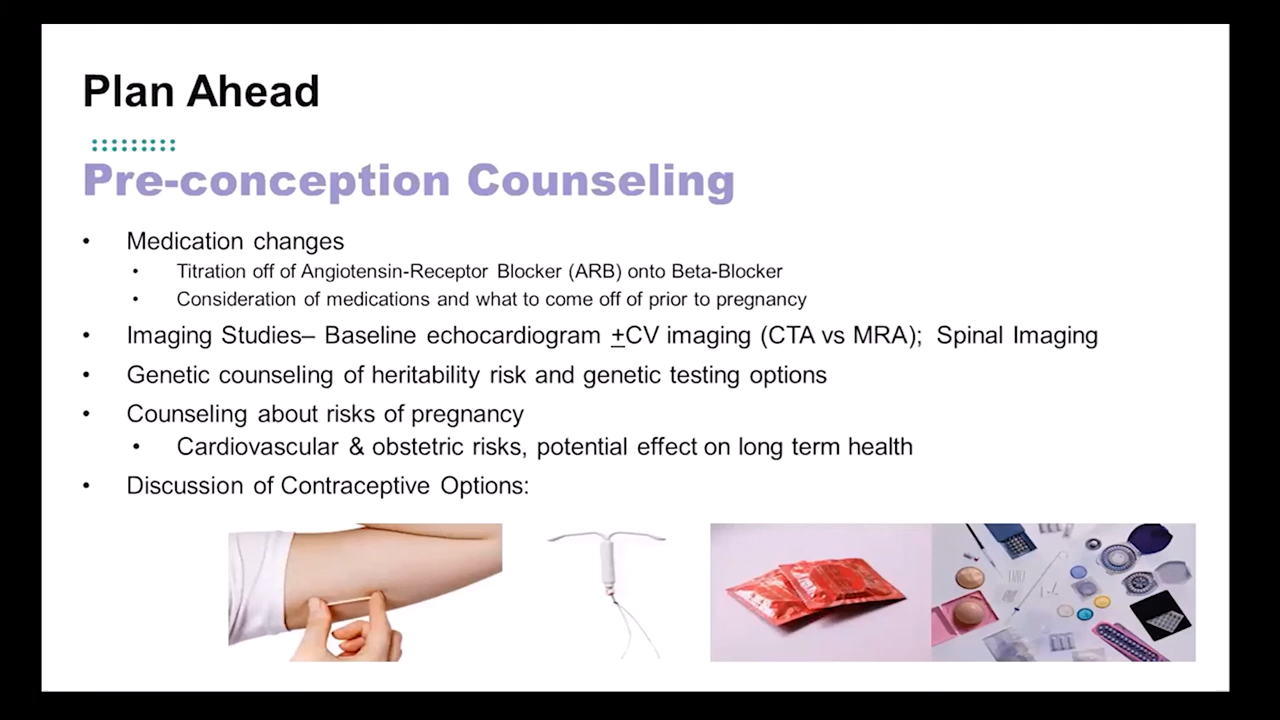 Plan Ahead
Pre-conception Counseling
• Medication changes
• Titration off of Angiotensin-Receptor Blocker (ARB) onto Beta-Blocker
• Consideration of medications and what to come off of prior to pregnancy
• Imaging Studies– Baseline echocardiogram +CV imaging (CTA vs MRA); Spinal Imaging
• Genetic counseling of heritability risk and genetic testing options
• Counseling about risks of pregnancy
• Cardiovascular & obstetric risks, potential effect on long term health
• Discussion of Contraceptive Options: